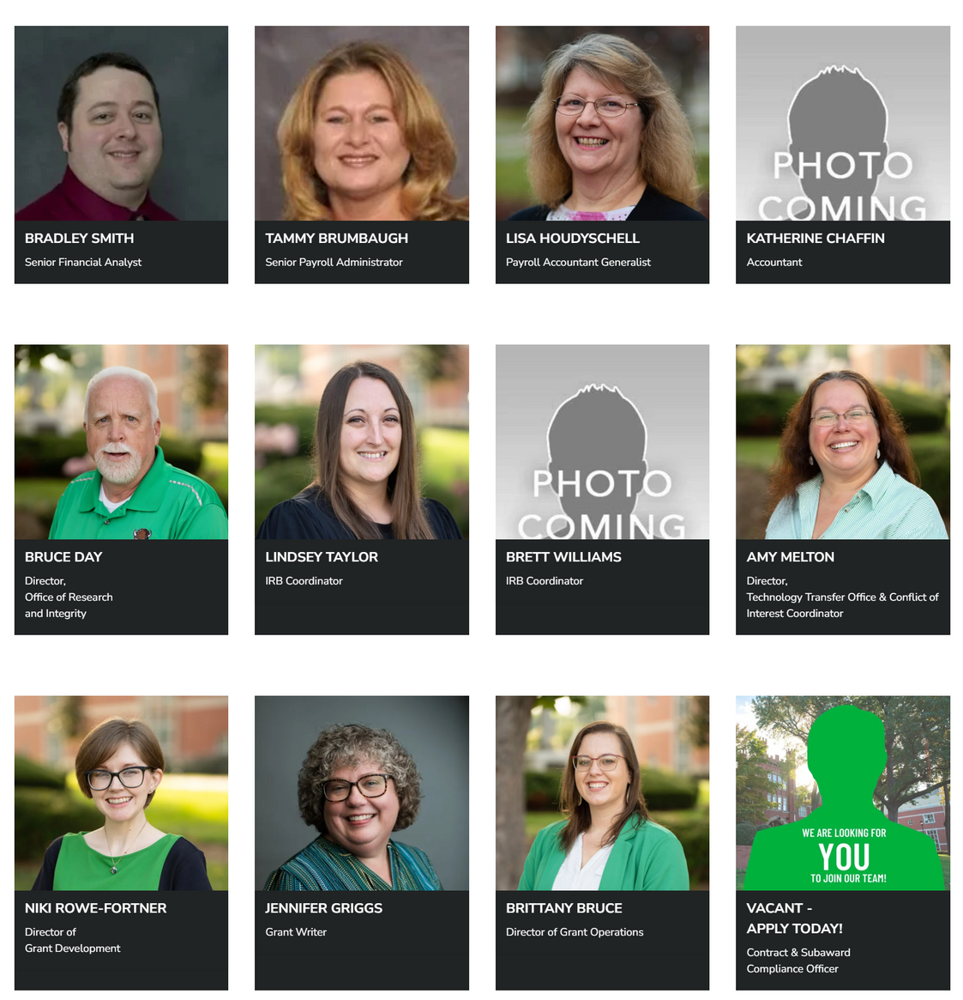 PHOTO
COMING
BRADLEY SMITH
Senior Financial Analyst
TAMMY BRUMBAUGH
Senior Payroll Administrator
LISA HOUDYSCHELL
Payroll Accountant Generalist
KATHERINE CHAFFIN
Accountant
PHOTO
COMING
BRUCE DAY
Director,
Office of Research
and Integrity
LINDSEY TAYLOR
IRB Coordinator
BRETT WILLIAMS
IRB Coordinator
AMY MELTON
Director,
Technology Transfer Office & Conflict of
Interest Coordinator
WE ARE LOOKING FOR
YOU
TO JOIN OUR TEAM!
NIKI ROWE-FORTNER
Director of
Grant Development
JENNIFER GRIGGS
Grant Writer
BRITTANY BRUCE
Director of Grant Operations
VACANT -
APPLY TODAY!
Contract & Subaward
Compliance Officer